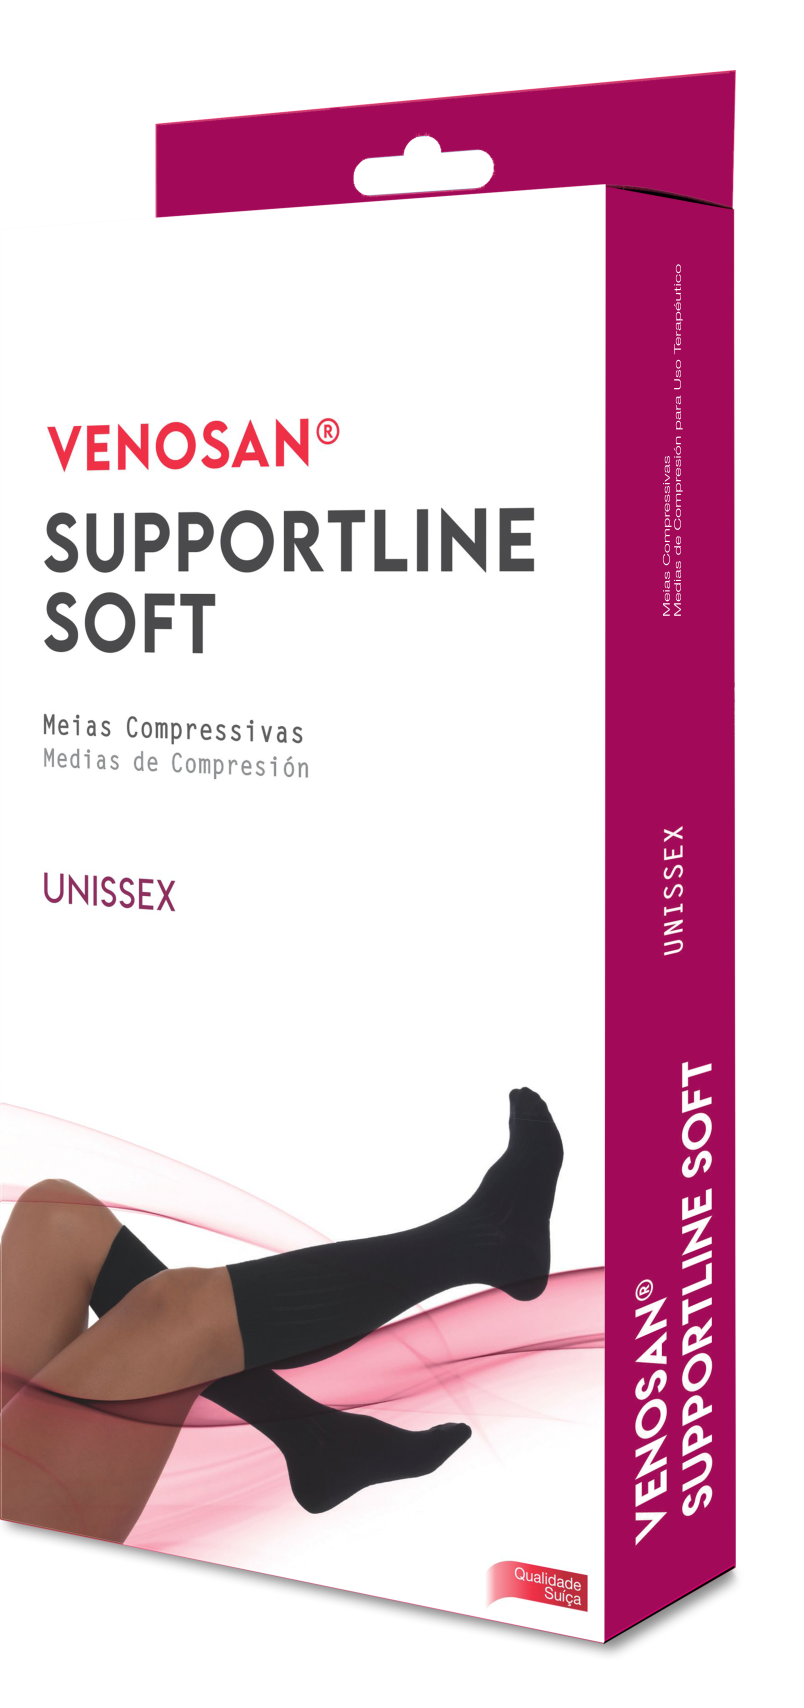 VENOSAN®
SUPPORTLINE
SOFT
Meias Compressivas
Medias de Compresión
UNISSEX
Qualidade
Suíça
Meias Compressivas
Medias de Compresión para Uso Terapéutico
UNISSEX
VENOSAN®
SUPPORTLINE SOFT